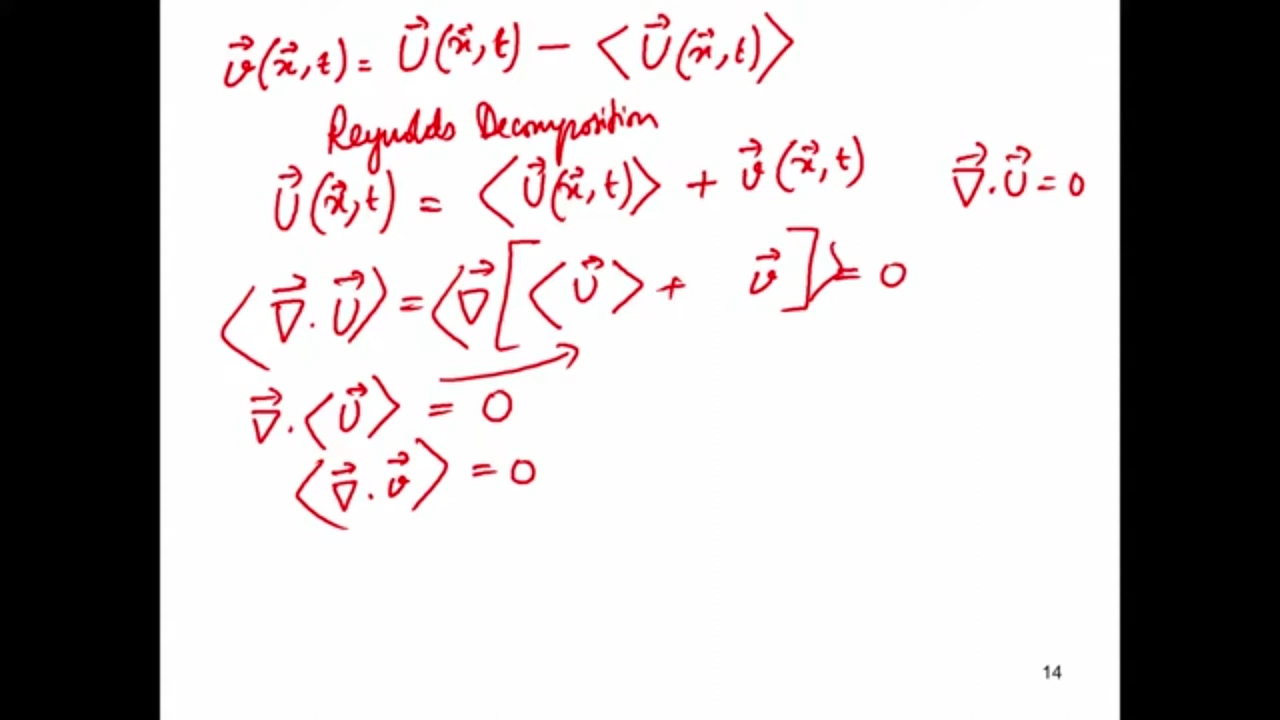 v⃗(x⃗,t) = U⃗(x⃗,t) − ⟨U⃗(x⃗,t)⟩
Reynolds Decomposition
U⃗(x⃗,t) = ⟨U⃗(x⃗,t)⟩ + v⃗(x⃗,t) ∇⃗.U⃗ = 0
⟨∇⃗.U⃗⟩ = ⟨∇⃗[⟨U⃗⟩ + v⃗]⟩ = 0
∇⃗.⟨U⃗⟩ = 0
⟨∇⃗.v⃗⟩ = 0
14